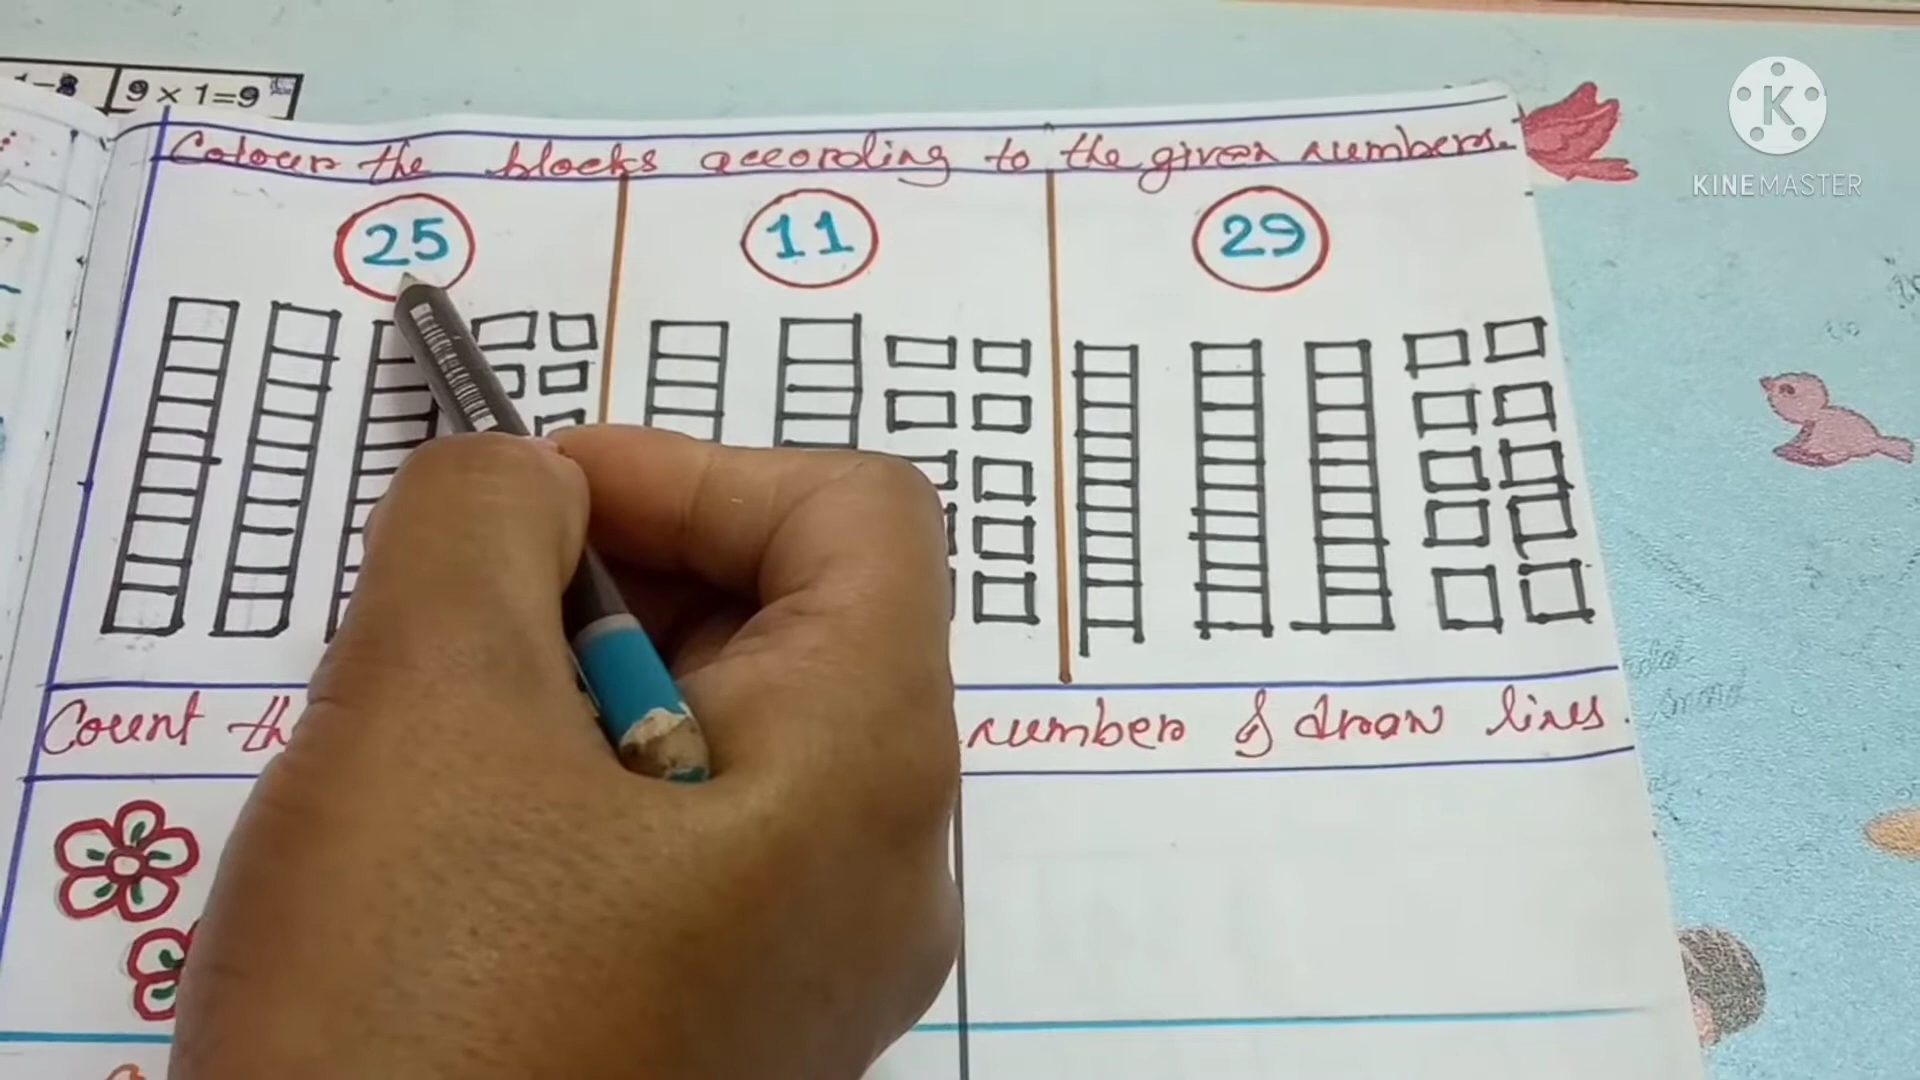 9 × 1=9
K
KINEMASTER
Colour the blocks according to the given numbers.
25 11 29
Count th
number & draw lines.